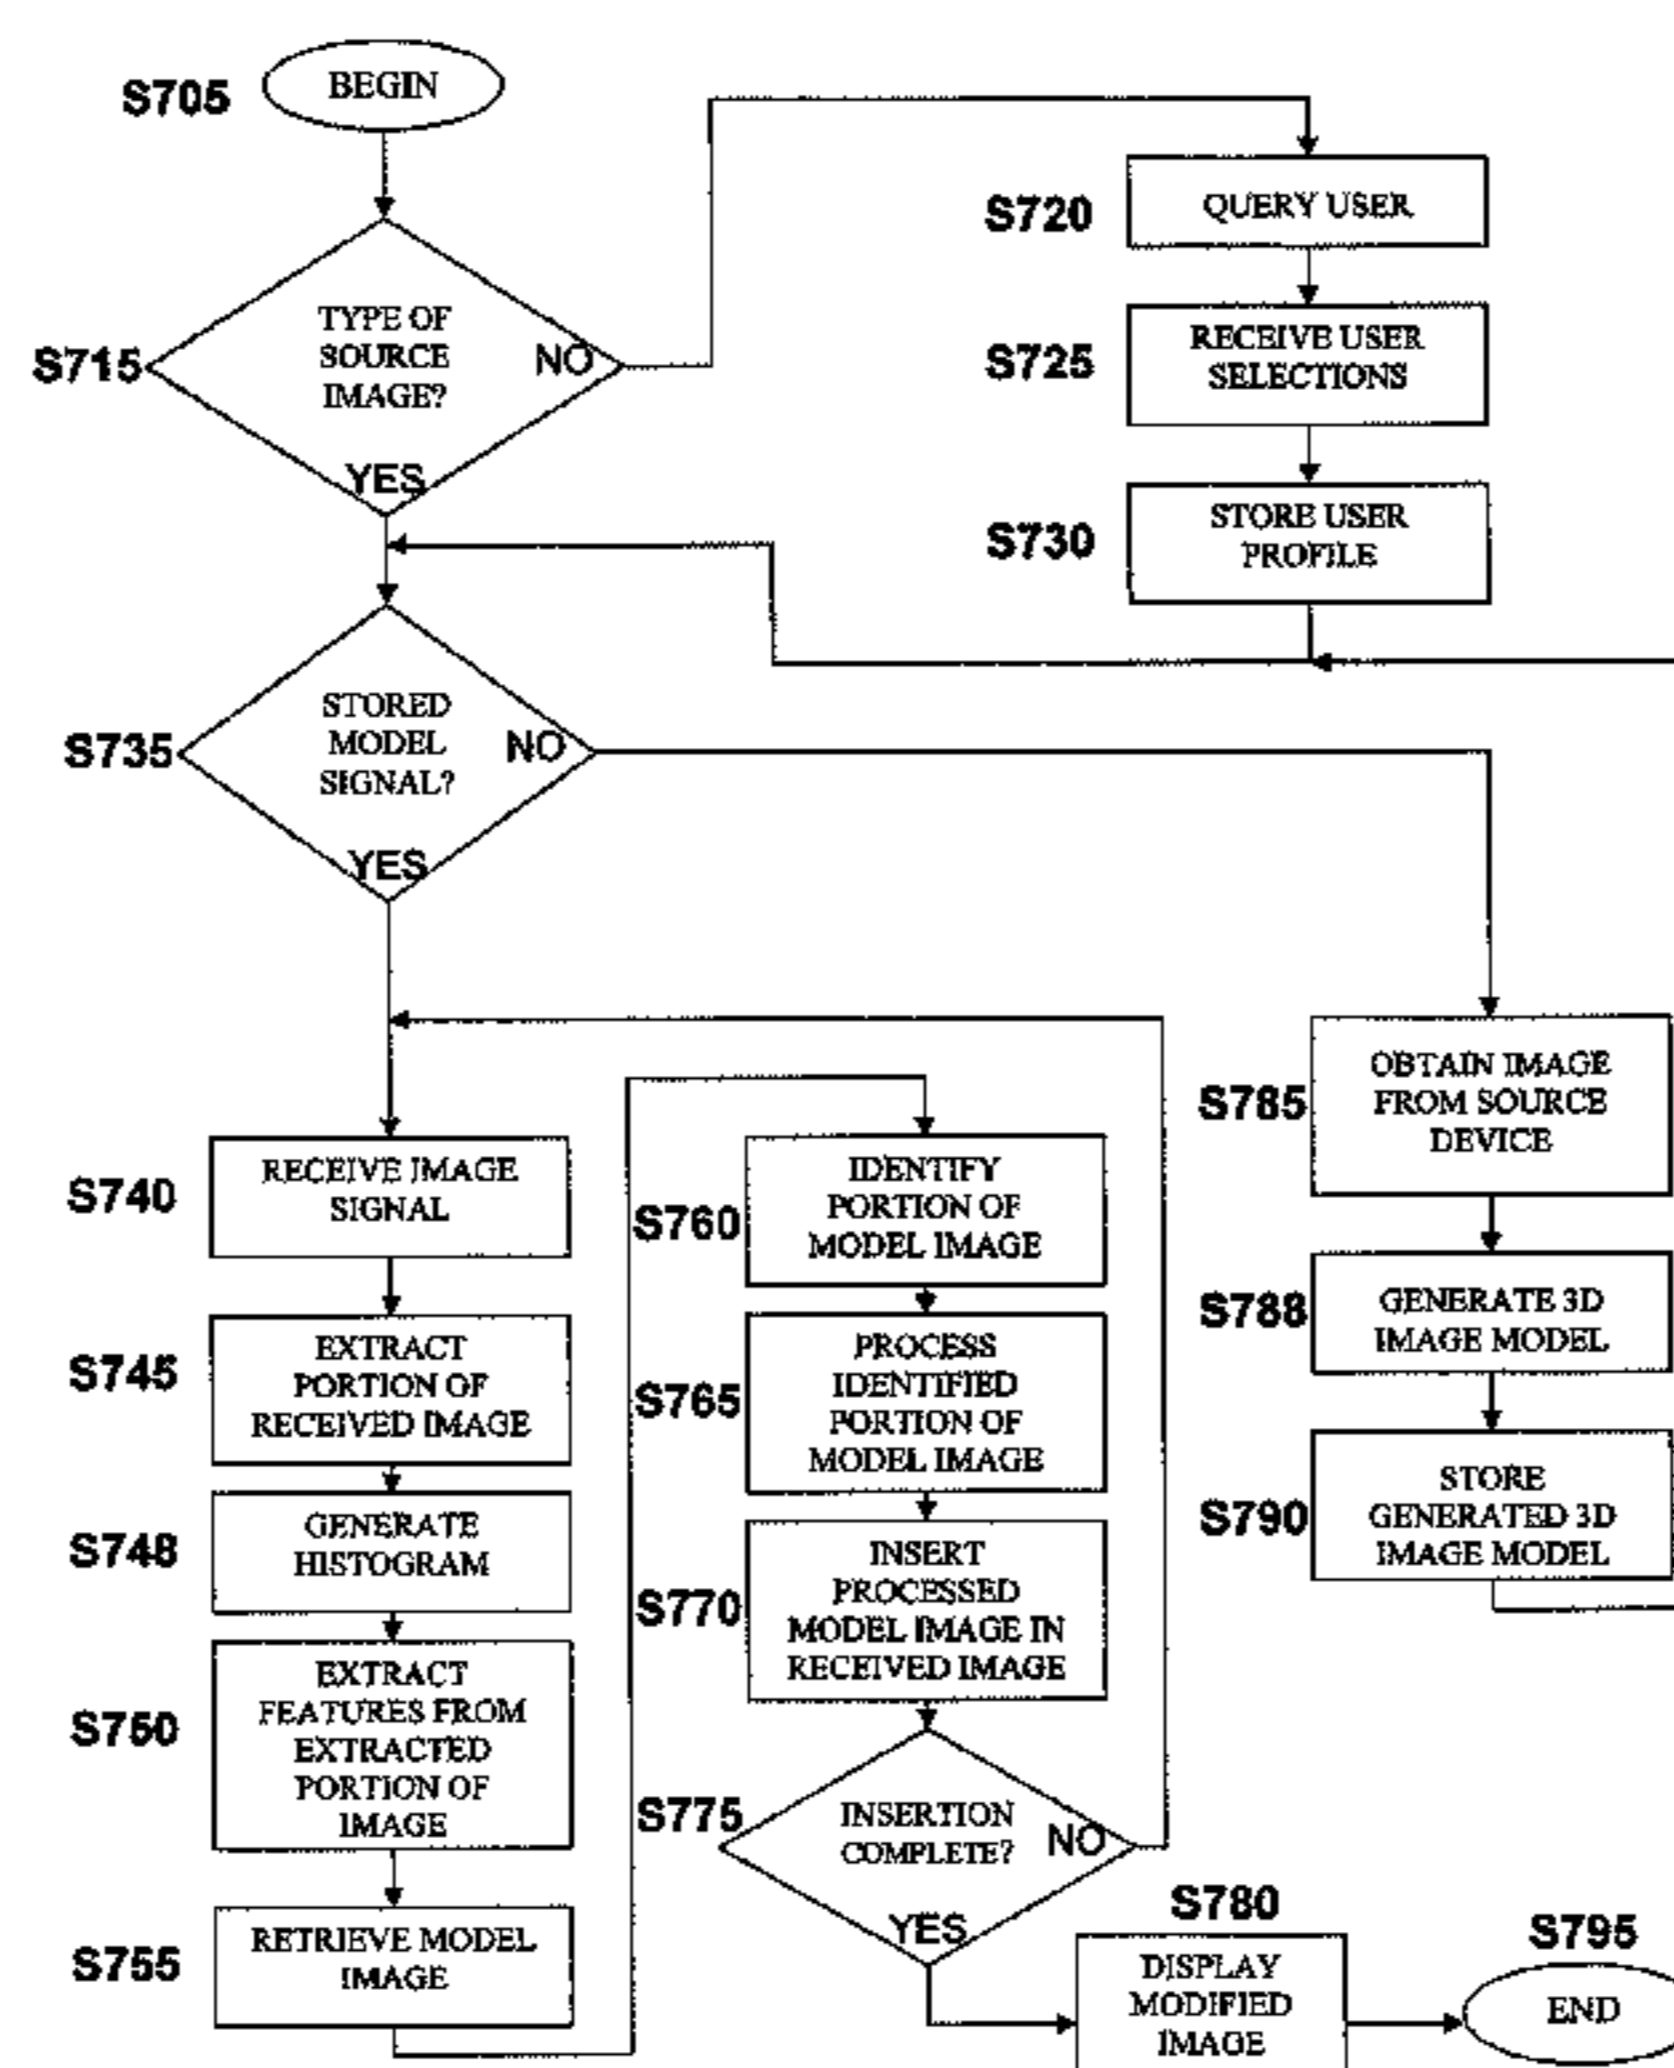 S705
BEGIN
S715
TYPE OF
SOURCE
IMAGE?
NO
YES
S720
QUERY USER
S725
RECEIVE USER
SELECTIONS
S730
STORE USER
PROFILE
S735
STORED
MODEL
SIGNAL?
NO
YES
S740
RECEIVE IMAGE
SIGNAL
S745
EXTRACT
PORTION OF
RECEIVED IMAGE
S748
GENERATE
HISTOGRAM
S750
EXTRACT
FEATURES FROM
EXTRACTED
PORTION OF
IMAGE
S755
RETRIEVE MODEL
IMAGE
S760
IDENTIFY
PORTION OF
MODEL IMAGE
S765
PROCESS
IDENTIFIED
PORTION OF
MODEL IMAGE
S770
INSERT
PROCESSED
MODEL IMAGE IN
RECEIVED IMAGE
S775
INSERTION
COMPLETE?
NO
YES
S780
DISPLAY
MODIFIED
IMAGE
S785
OBTAIN IMAGE
FROM SOURCE
DEVICE
S788
GENERATE 3D
IMAGE MODEL
S790
STORE
GENERATED 3D
IMAGE MODEL
S795
END